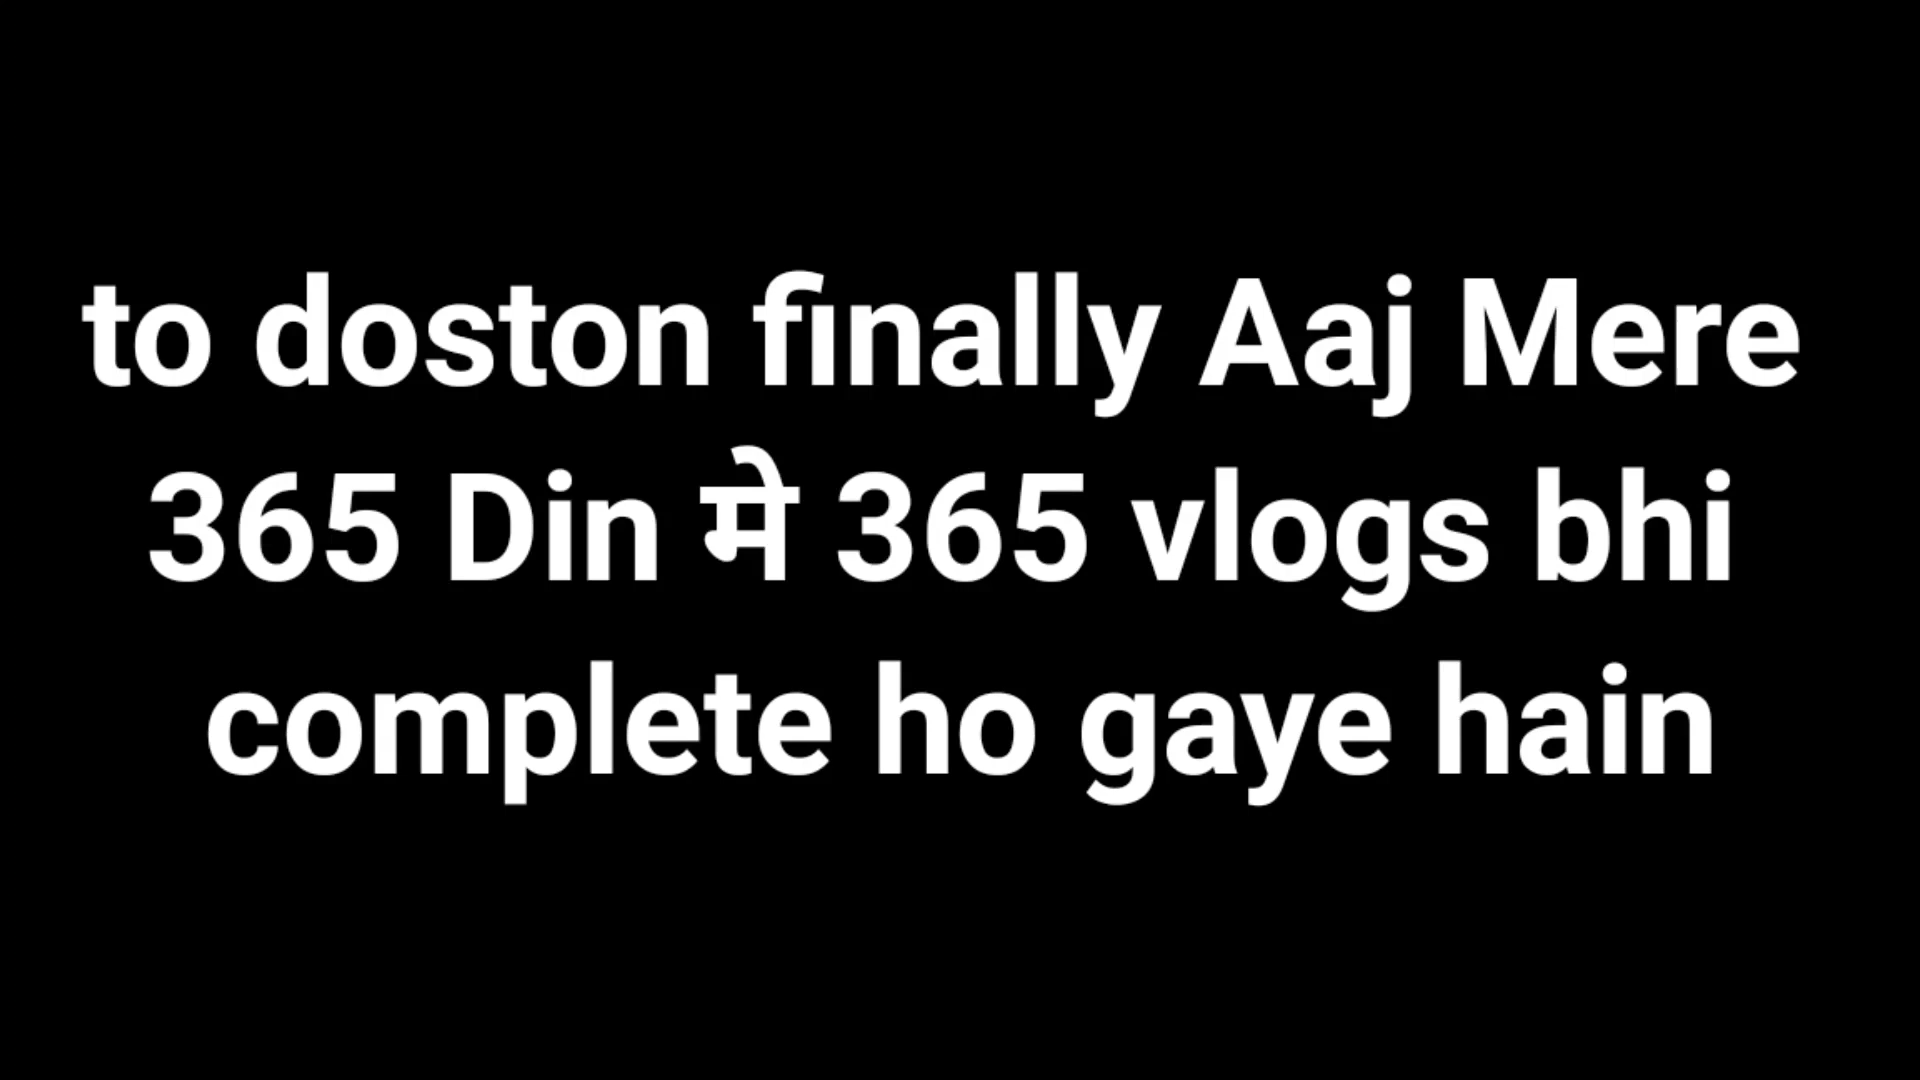 to doston finally Aaj Mere
365 Din मे 365 vlogs bhi
complete ho gaye hain